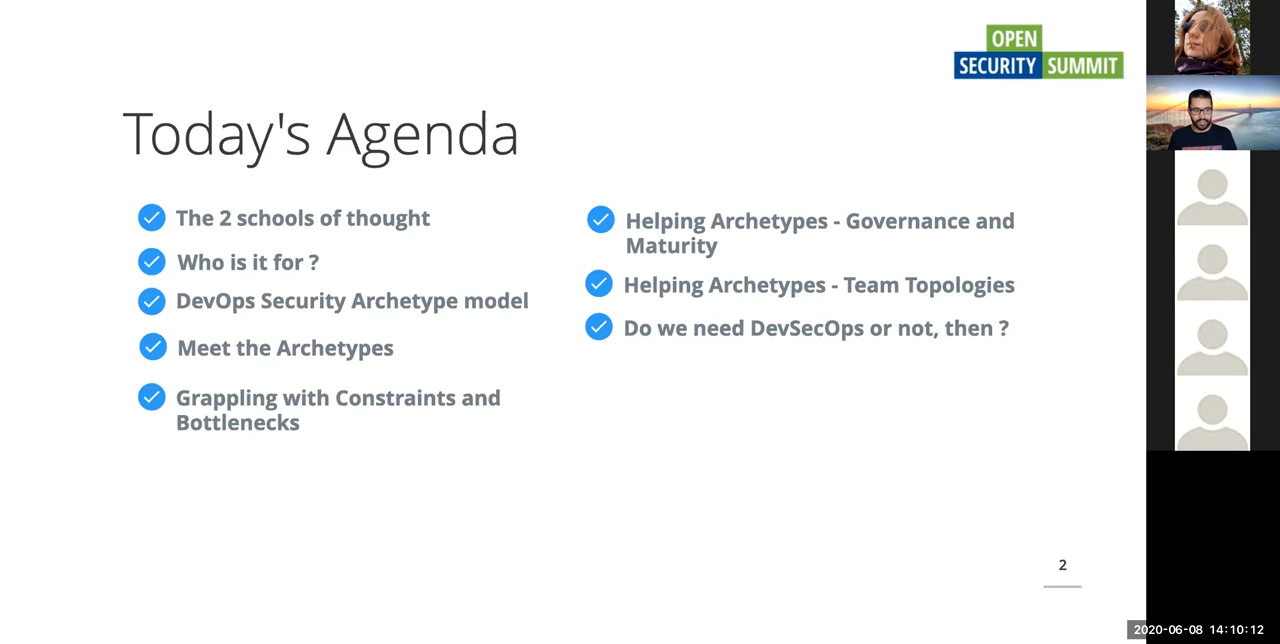 OPEN
SECURITY SUMMIT
Today's Agenda
The 2 schools of thought
Who is it for ?
DevOps Security Archetype model
Meet the Archetypes
Grappling with Constraints and
Bottlenecks
Helping Archetypes - Governance and
Maturity
Helping Archetypes - Team Topologies
Do we need DevSecOps or not, then ?
2
2020-06-08 14:10:12